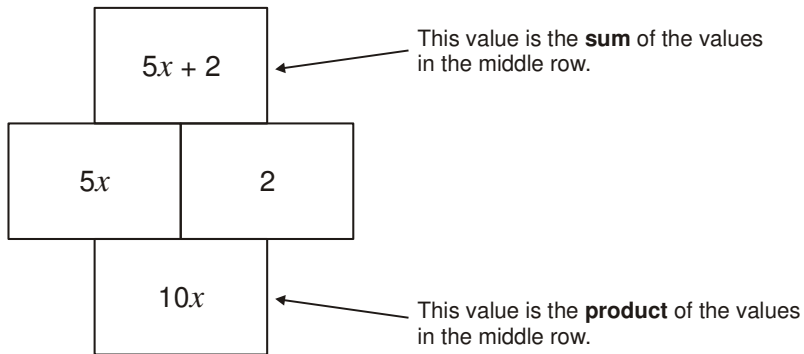 5x + 2
This value is the sum of the values
in the middle row.
5x
2
10x
This value is the product of the values
in the middle row.